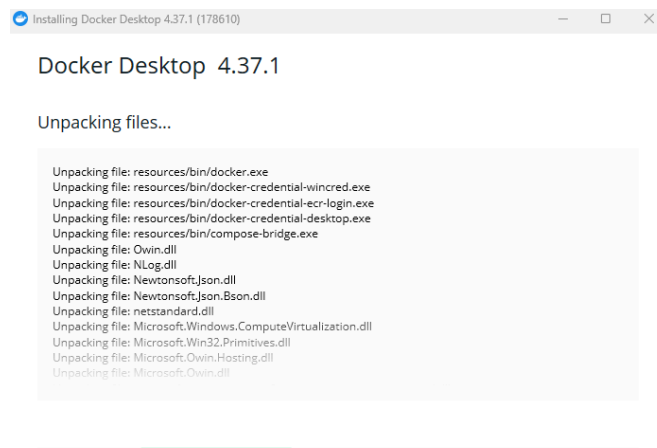 Installing Docker Desktop 4.37.1 (178610)
Docker Desktop 4.37.1
Unpacking files...
Unpacking file: resources/bin/docker.exe
Unpacking file: resources/bin/docker-credential-wincred.exe
Unpacking file: resources/bin/docker-credential-ecr-login.exe
Unpacking file: resources/bin/docker-credential-desktop.exe
Unpacking file: resources/bin/compose-bridge.exe
Unpacking file: Owin.dll
Unpacking file: NLog.dll
Unpacking file: Newtonsoft.Json.dll
Unpacking file: Newtonsoft.Json.Bson.dll
Unpacking file: netstandard.dll
Unpacking file: Microsoft.Windows.ComputeVirtualization.dll
Unpacking file: Microsoft.Win32.Primitives.dll
Unpacking file: Microsoft.Owin.Hosting.dll
Unpacking file: Microsoft.Owin.dll